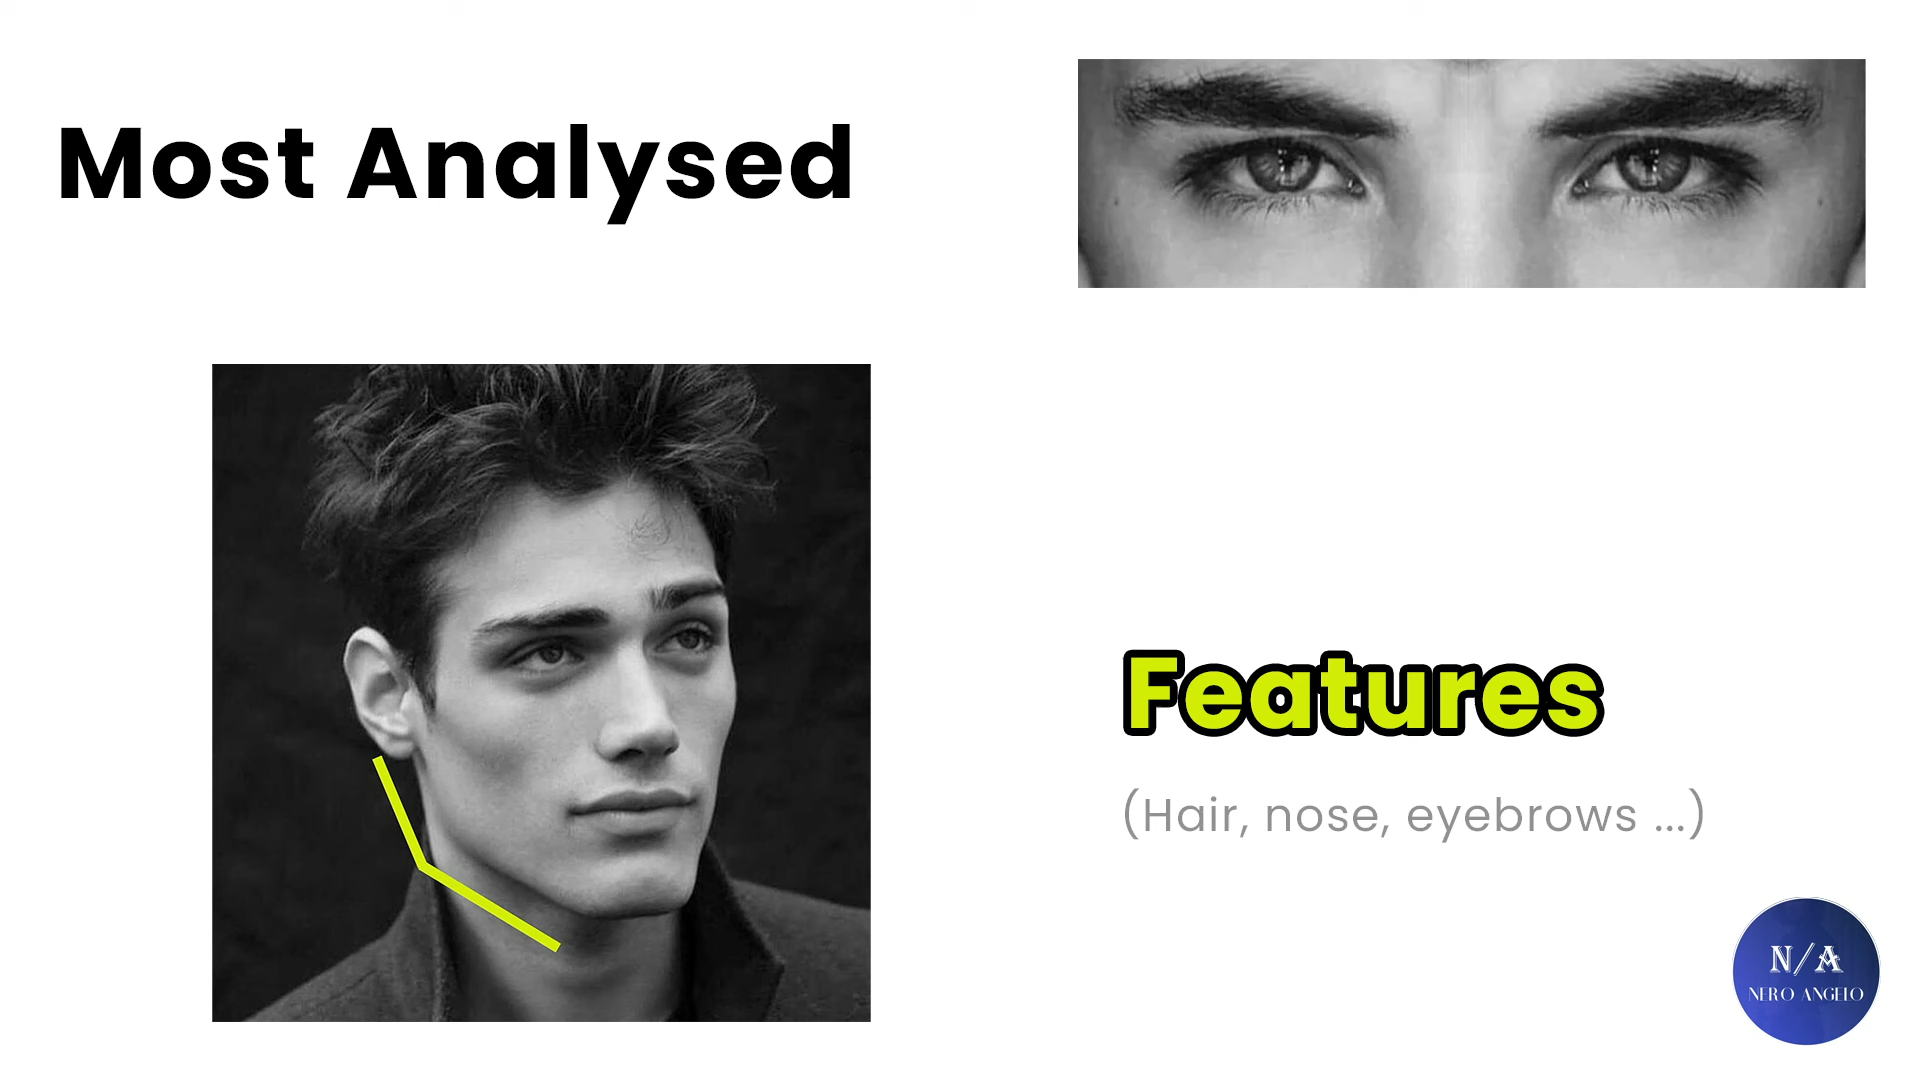 Most Analysed
Features
(Hair, nose, eyebrows ...)
N/A
NERO ANGELO